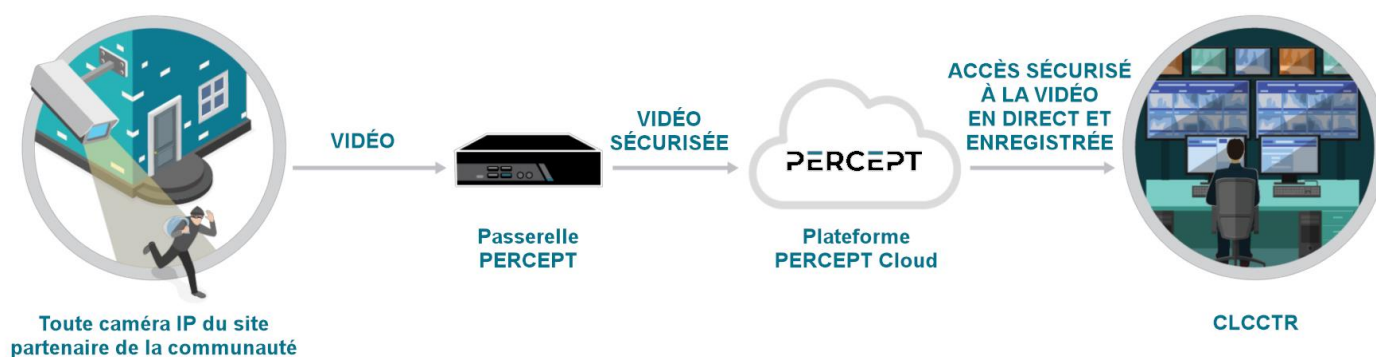 VIDÉO
VIDÉO
SÉCURISÉE
ACCÈS SÉCURISÉ
À LA VIDÉO
EN DIRECT ET
ENREGISTRÉE
PERCEPT
Toute caméra IP du site
partenaire de la communauté
Passerelle
PERCEPT
Plateforme
PERCEPT Cloud
CLCCTR